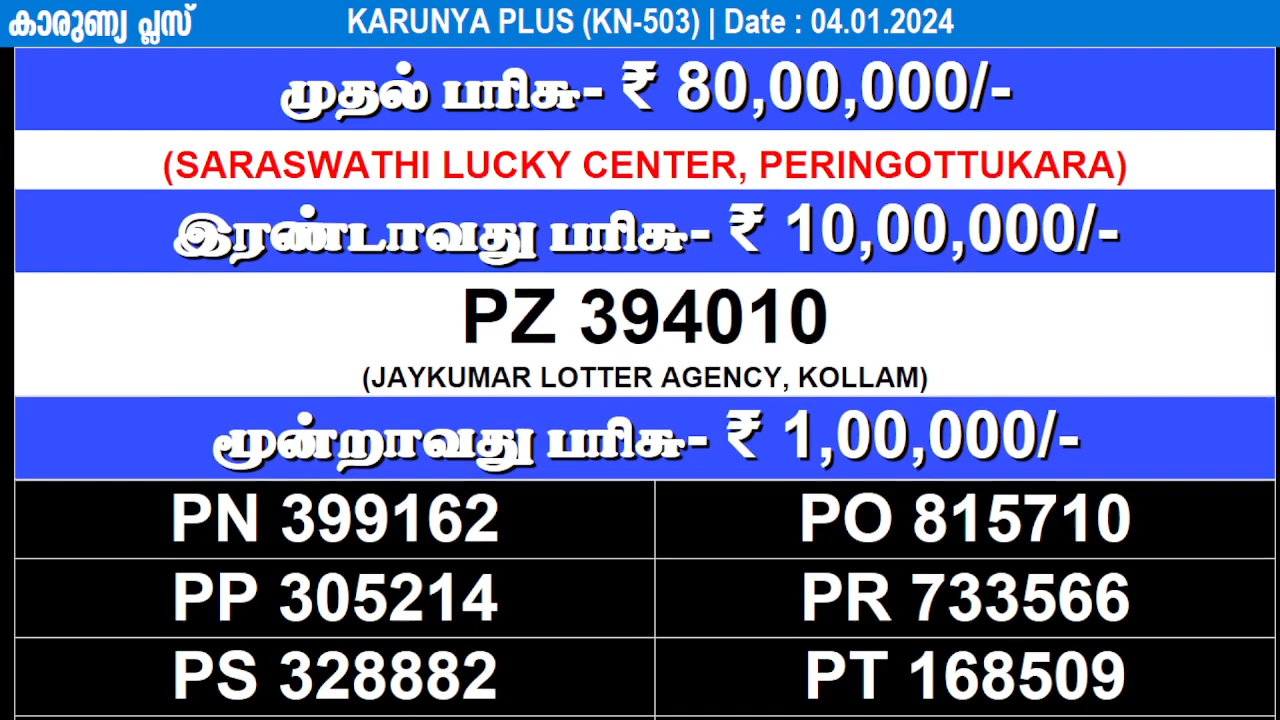 കാരുണ്യ പ്ലസ് KARUNYA PLUS (KN-503) | Date : 04.01.2024
முதல் பரிசு- ₹ 80,00,000/-
(SARASWATHI LUCKY CENTER, PERINGOTTUKARA)
இரண்டாவது பரிசு- ₹ 10,00,000/-
PZ 394010
(JAYKUMAR LOTTER AGENCY, KOLLAM)
மூன்றாவது பரிசு- ₹ 1,00,000/-
PN 399162 PO 815710
PP 305214 PR 733566
PS 328882 PT 168509